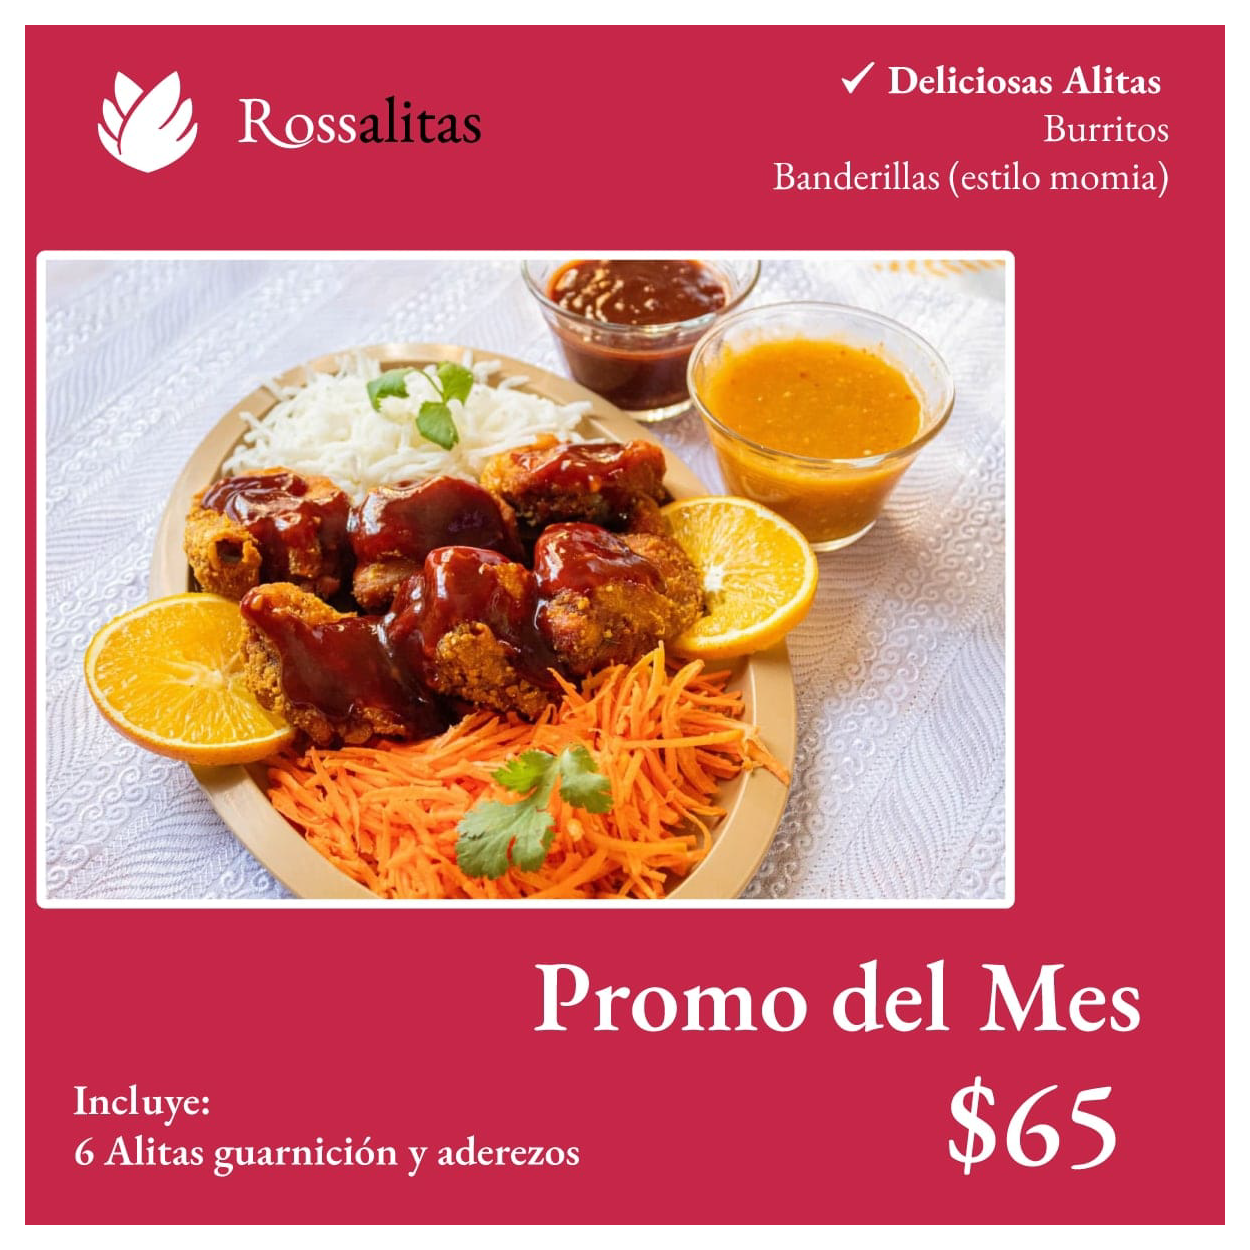 Rossalitas
✓ Deliciosas Alitas
Burritos
Banderillas (estilo momia)
Promo del Mes
Incluye:
6 Alitas guarnición y aderezos
$65